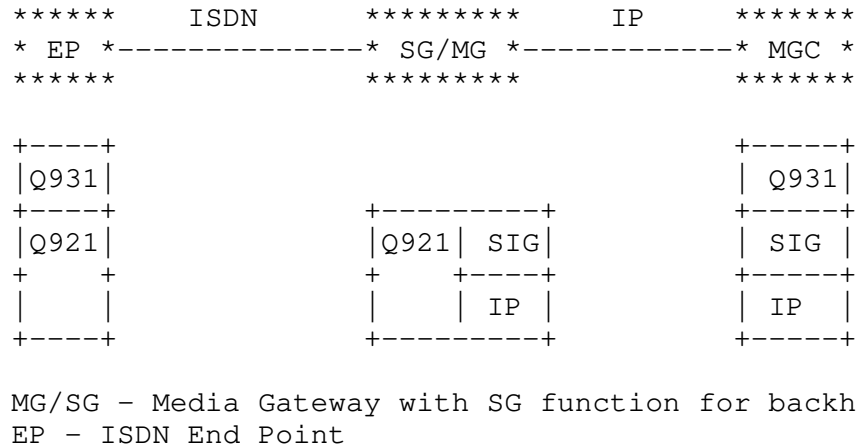 ******        ISDN        *********        IP        *******
* EP *--------------* SG/MG *------------* MGC *
******                    *********                  *******
+----+                                               +-----+
|Q931|                                               | Q931|
+----+                    +---------+                +-----+
|Q921|                    |Q921| SIG|                | SIG |
+    +                    +    +----+                +-----+
|    |                    |    | IP |                | IP  |
+----+                    +---------+                +-----+
MG/SG - Media Gateway with SG function for backh
EP - ISDN End Point